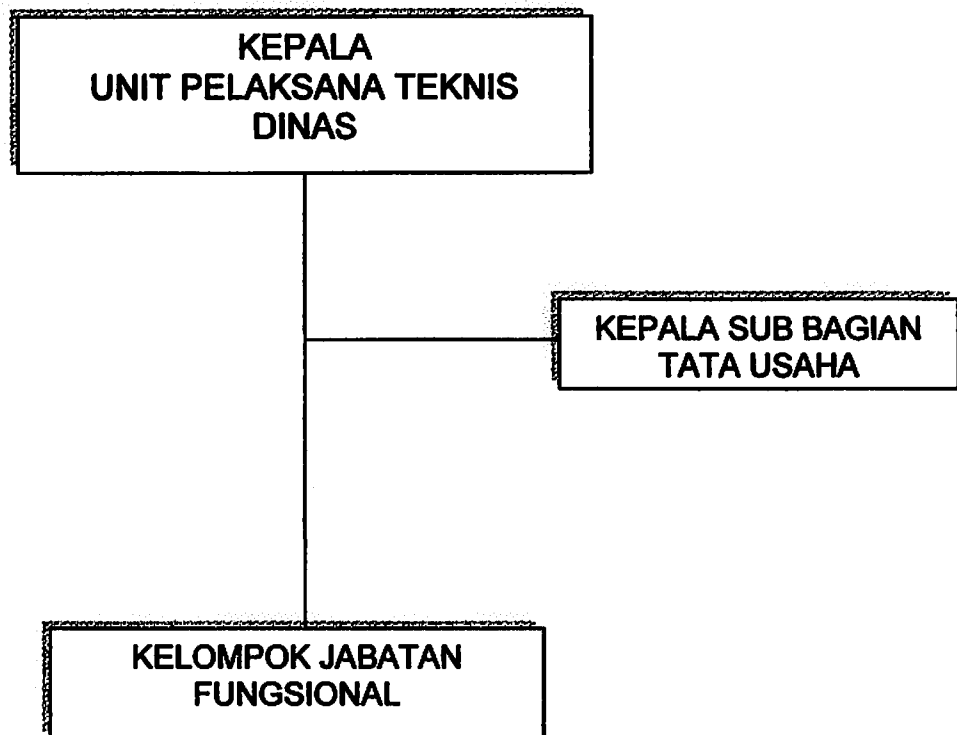 KEPALA
UNIT PELAKSANA TEKNIS
DINAS
KEPALA SUB BAGIAN
TATA USAHA
KELOMPOK JABATAN
FUNGSIONAL